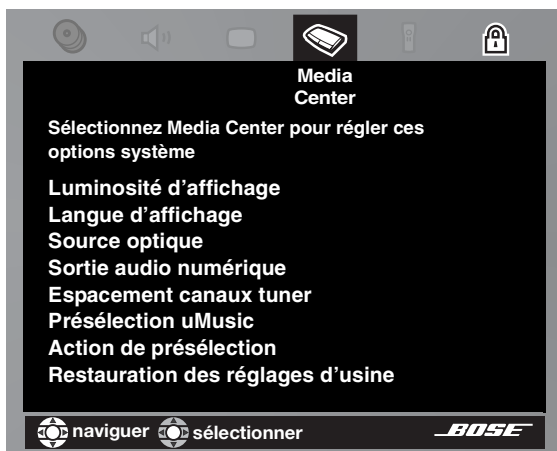 Media
Center
Sélectionnez Media Center pour régler ces
options système
Luminosité d’affichage
Langue d’affichage
Source optique
Sortie audio numérique
Espacement canaux tuner
Présélection uMusic
Action de présélection
Restauration des réglages d’usine
naviguer sélectionner BOSE